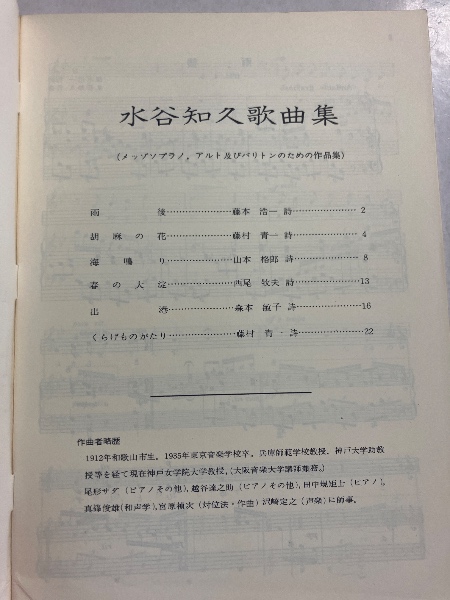 水谷知久歌曲集
(メッゾソプラノ，アルト及びバリトンのための作品集)
雨後…………………藤本浩一詩…………………2
胡麻の花…………………藤村青一詩…………………4
海鳴り…………………山本格郎詩…………………8
春の大淀…………………西尾牧夫詩…………………13
出港…………………森本敏子詩…………………16
くらげものがたり…………………藤村青一詩…………………22
作曲者略歴
1912年和歌山市生。1935年東京音楽学校卒。兵庫師範学校教授、神戸大学助教
授等を経て現在神戸女学院大学教授。(大阪音楽大学講師兼務。)
尾形サダ(ピアノその他)，越谷達之助(ピアノその他)，田中規矩士(ピアノ)，
真篠俊雄(和声学)，宮原禎次(対位法・作曲)沢崎定之(声楽)に師事。